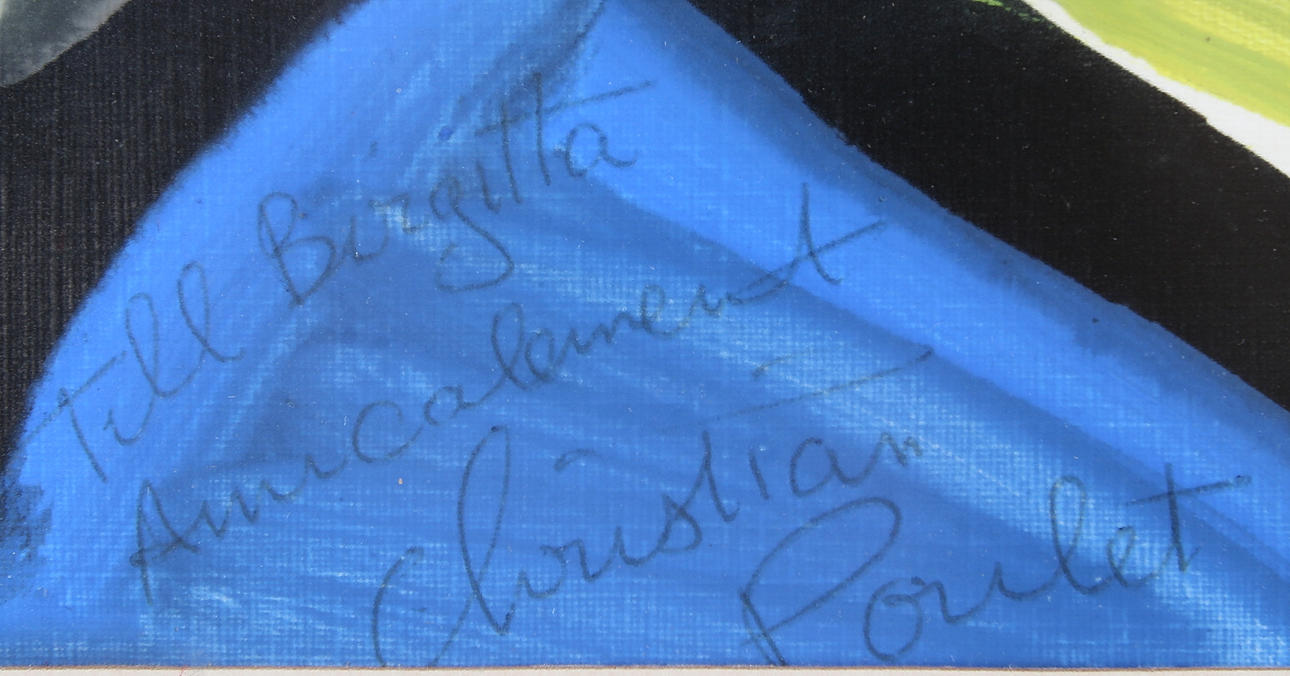 Till Birgitta
Amicalement
Christian
Poulet